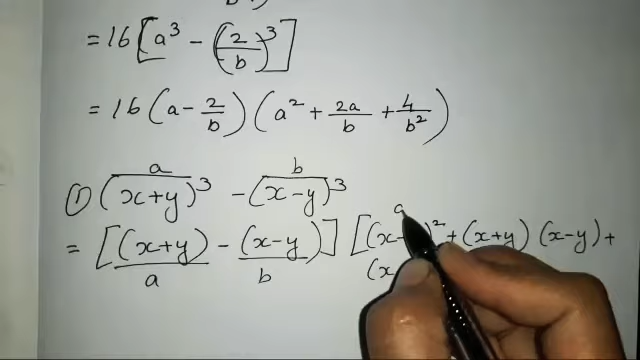 = 16 [a³ - (2/b)³]
= 16 (a - 2/b) (a² + 2a/b + 4/b²)
① (x+y)³ - (x-y)³
a b
= [(x+y) - (x-y)] [(x )² + (x+y) (x-y) +
a b
(x